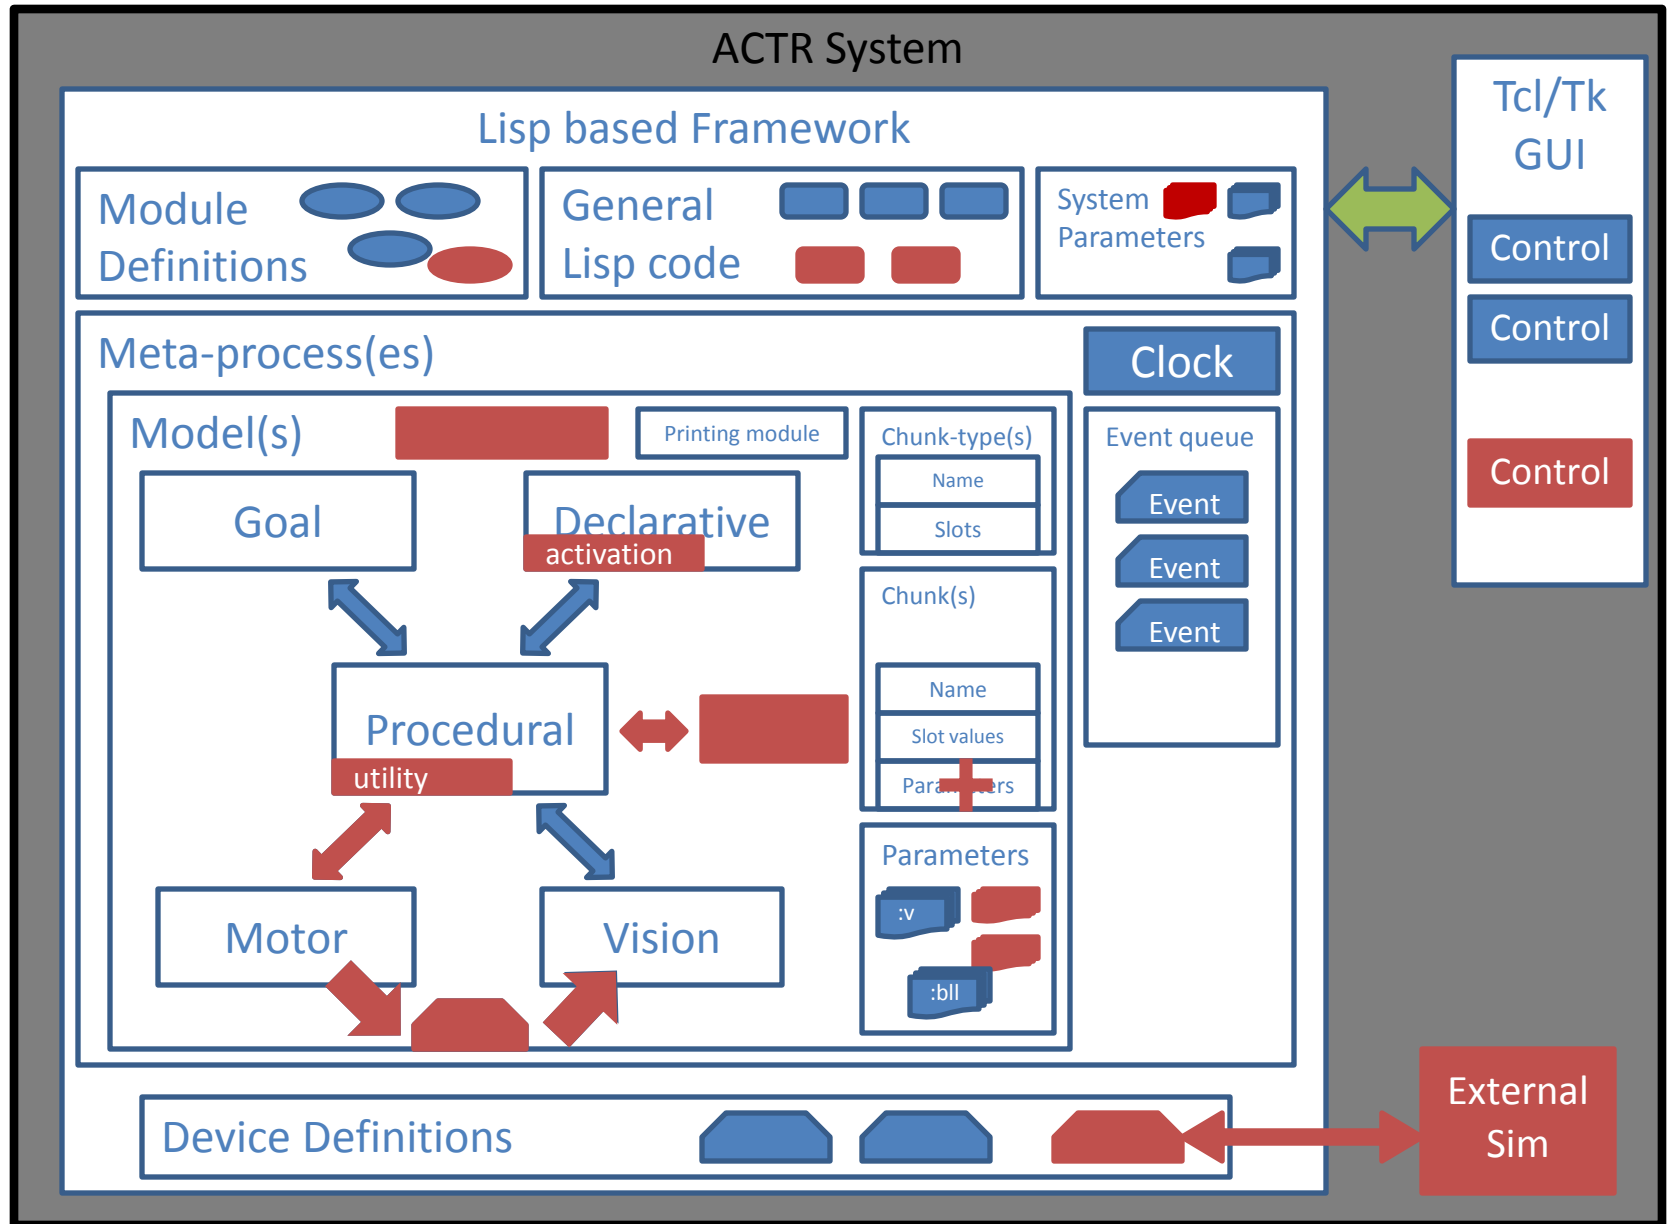 ACTR System
Lisp based Framework
Module
Definitions
General
Lisp code
System
Parameters
Tcl/Tk
GUI
Control
Control
Control
Meta-process(es)
Clock
Model(s)
Printing module
Chunk-type(s)
Name
Slots
Event queue
Event
Event
Event
Goal
Declarative
activation
Chunk(s)
Name
Slot values
Procedural
utility
Parameters
:v
:bll
Motor
Vision
Device Definitions
External
Sim